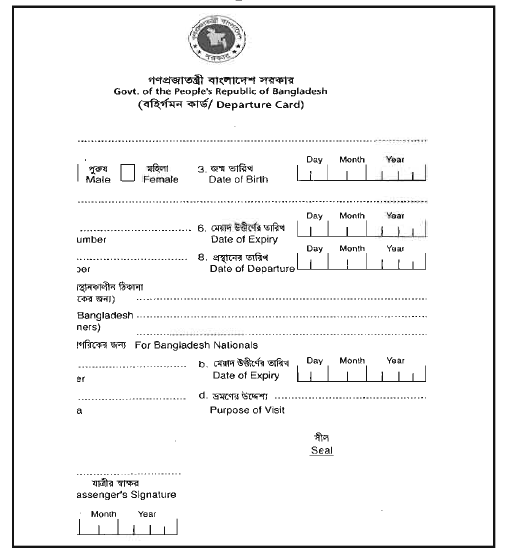 গণপ্রজাতন্ত্রী বাংলাদেশ সরকার
Govt. of the People's Republic of Bangladesh
(বহির্গমন কার্ড/ Departure Card)
পুরুষ মহিলা 3. জন্ম তারিখ Day Month Year
Male Female Date of Birth
6. মেয়াদ উত্তীর্ণের তারিখ Day Month Year
umber Date of Expiry
8. প্রস্থানের তারিখ Day Month Year
ber Date of Departure
স্থানকালীন ঠিকানা
কের জন্য)
Bangladesh
ners)
াগরিকের জন্য For Bangladesh Nationals
b. মেয়াদ উত্তীর্ণের তারিখ Day Month Year
er Date of Expiry
d. ভ্রমণের উদ্দেশ্য
a Purpose of Visit
সীল
Seal
যাত্রীর স্বাক্ষর
assenger's Signature
Month Year